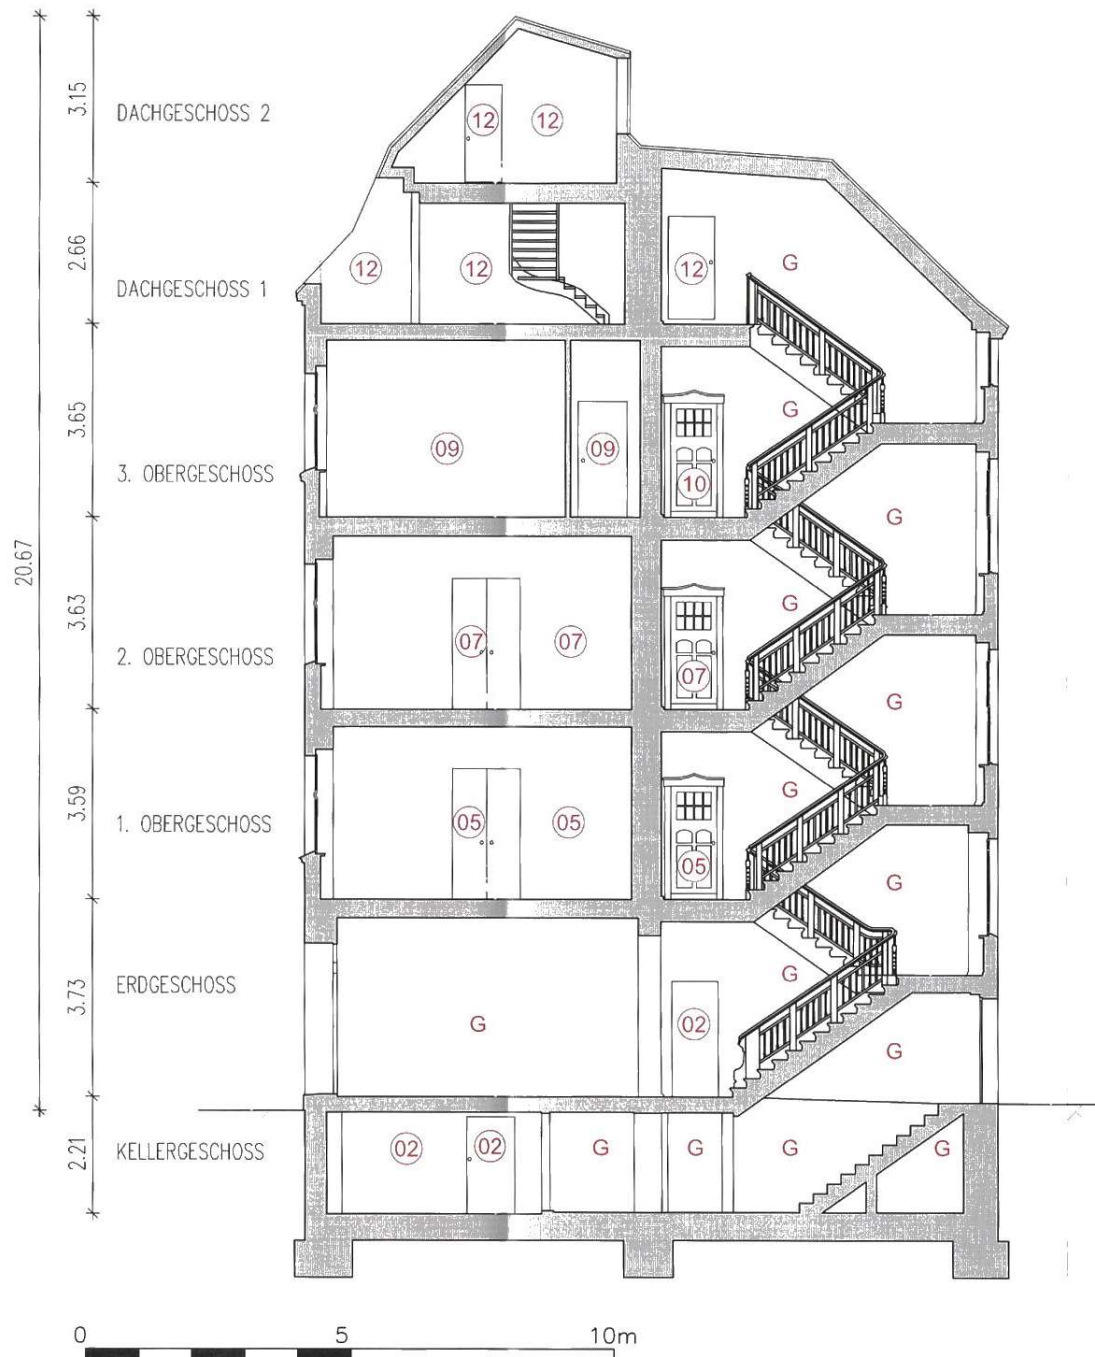 3.15
DACHGESCHOSS 2
12 12
2.66
DACHGESCHOSS 1
12 12 12 G
3.65
3. OBERGESCHOSS
09 09 10 G
G
20.67
3.63
2. OBERGESCHOSS
07 07 07 G
G
3.59
1. OBERGESCHOSS
05 05 05 G
G
3.73
ERDGESCHOSS
G 02 G
G
2.21
KELLERGESCHOSS
02 02 G G G G
0 5 10m